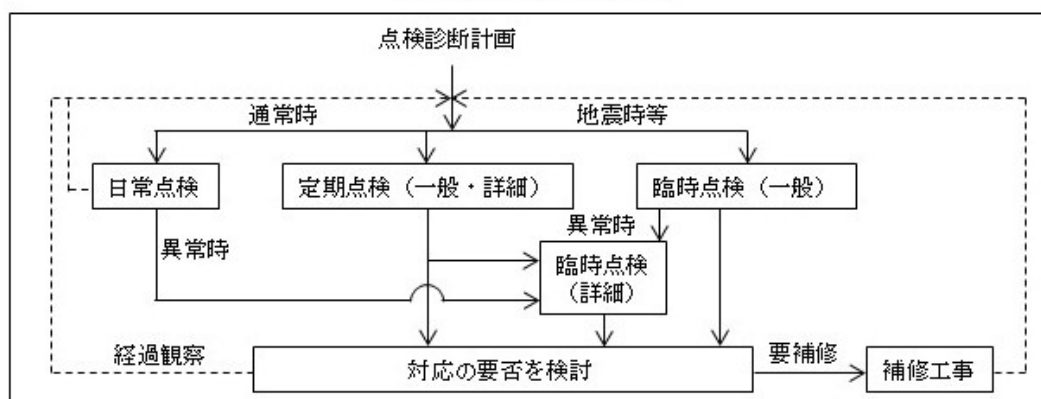 点検診断計画
通常時
地震時等
日常点検
定期点検（一般・詳細）
臨時点検（一般）
異常時
異常時
臨時点検
（詳細）
経過観察
対応の要否を検討
要補修
補修工事